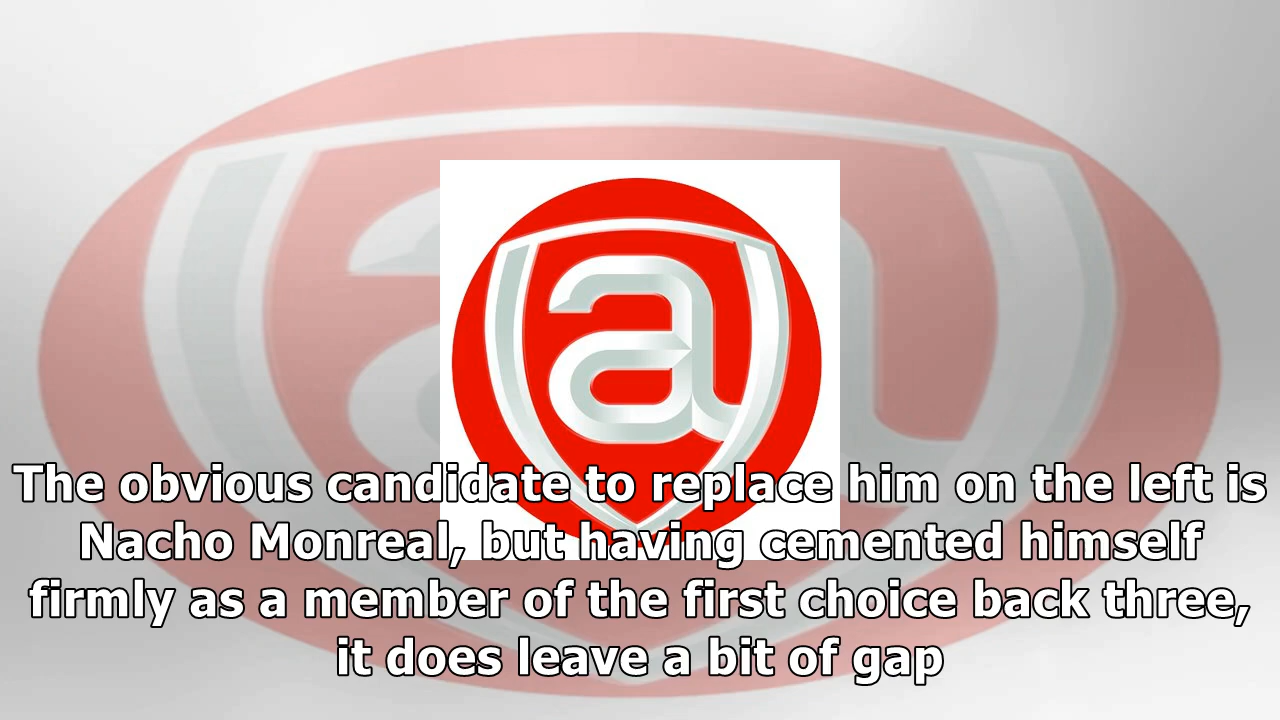 a
The obvious candidate to replace him on the left is
Nacho Monreal, but having cemented himself
firmly as a member of the first choice back three,
it does leave a bit of gap